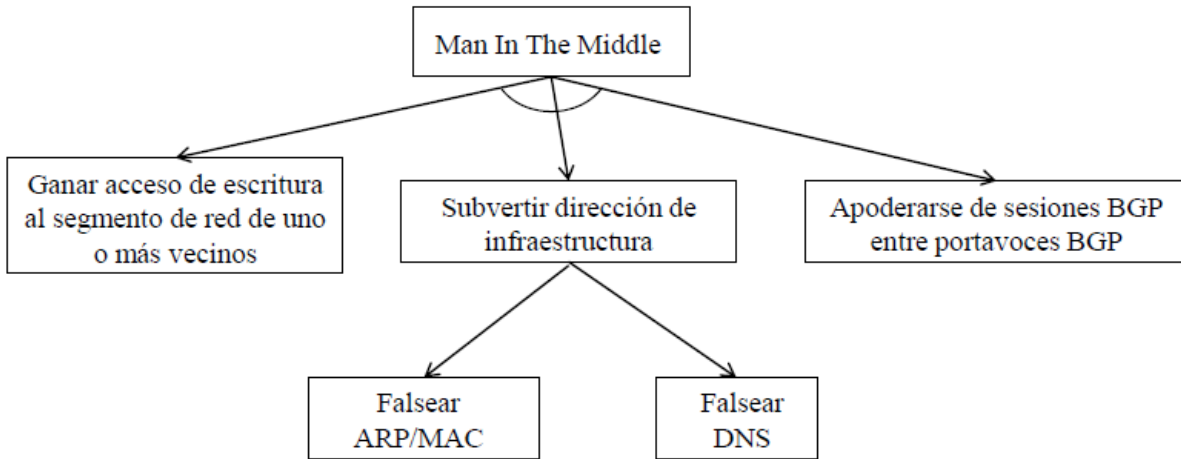 Man In The Middle
Ganar acceso de escritura
al segmento de red de uno
o más vecinos
Subvertir dirección de
infraestructura
Apoderarse de sesiones BGP
entre portavoces BGP
Falsear
ARP/MAC
Falsear
DNS